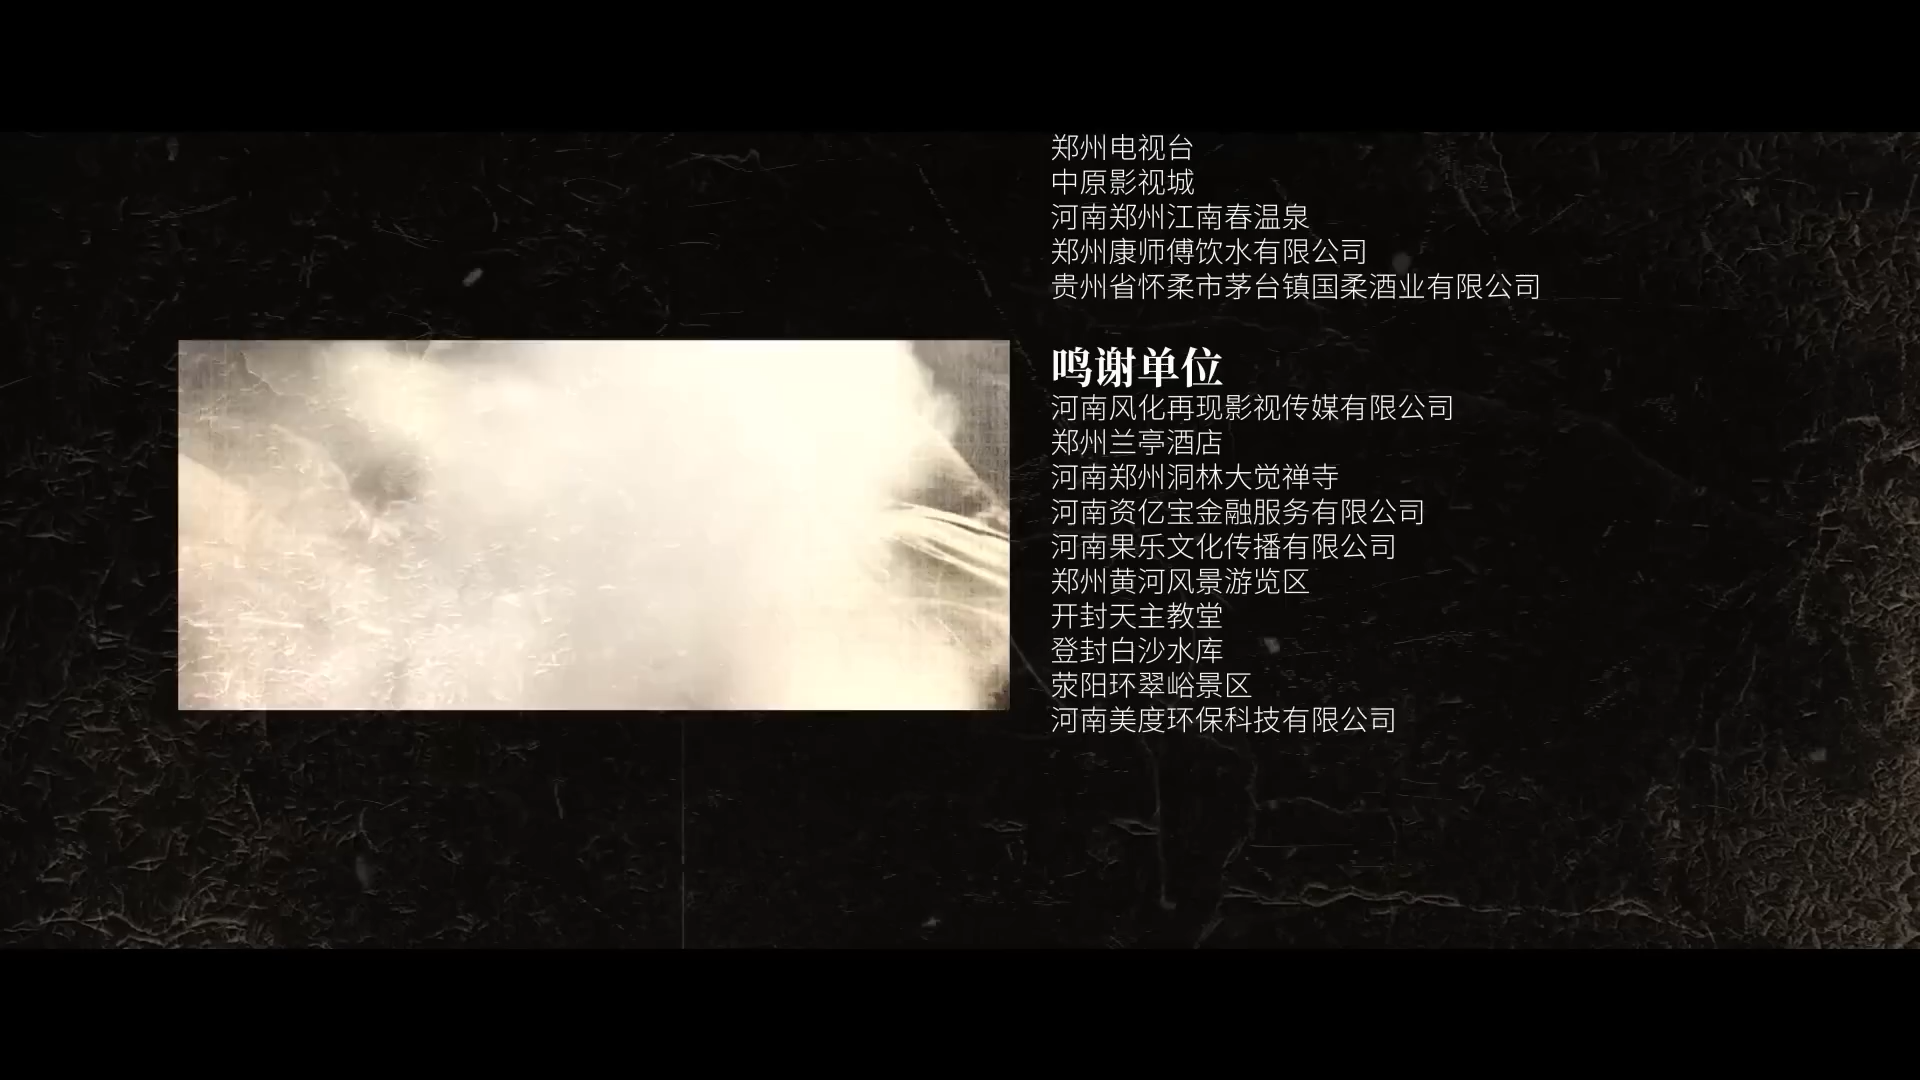 郑州电视台
中原影视城
河南郑州江南春温泉
郑州康师傅饮水有限公司
贵州省怀柔市茅台镇国柔酒业有限公司
鸣谢单位
河南风化再现影视传媒有限公司
郑州兰亭酒店
河南郑州洞林大觉禅寺
河南资亿宝金融服务有限公司
河南果乐文化传播有限公司
郑州黄河风景游览区
开封天主教堂
登封白沙水库
荥阳环翠峪景区
河南美度环保科技有限公司